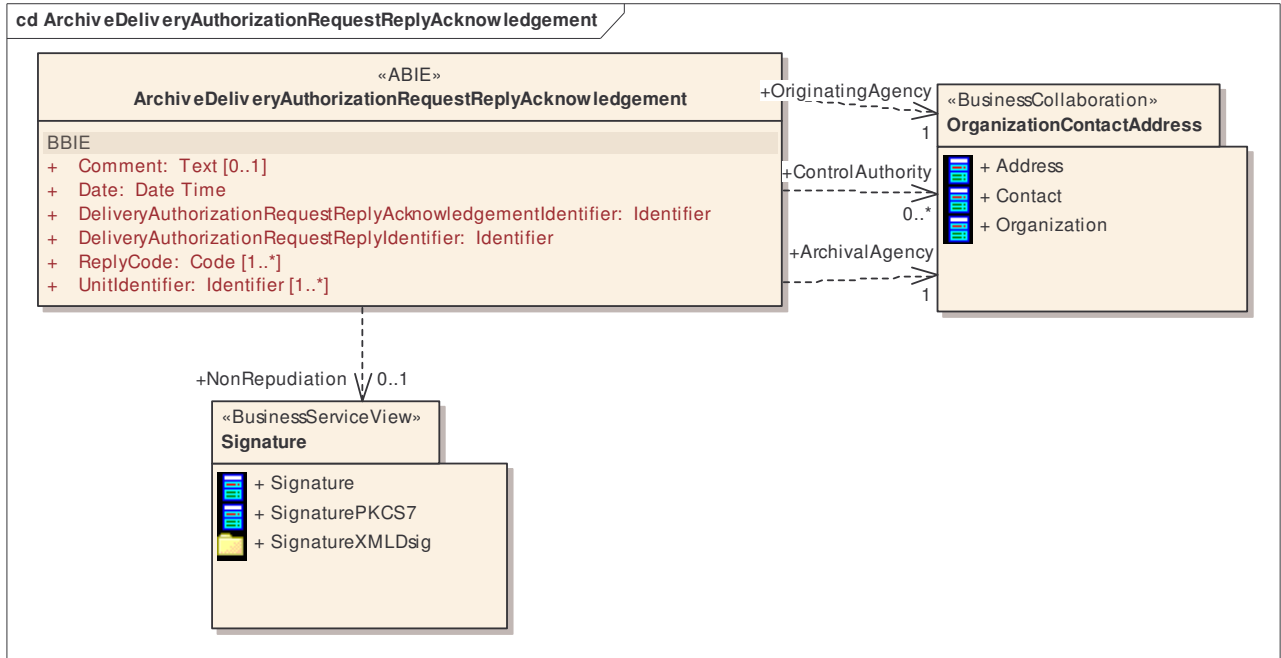 cd ArchiveDeliveryAuthorizationRequestReplyAcknowledgement
«ABIE»
ArchiveDeliveryAuthorizationRequestReplyAcknowledgement
BBIE
+ Comment: Text [0..1]
+ Date: Date Time
+ DeliveryAuthorizationRequestReplyAcknowledgementIdentifier: Identifier
+ DeliveryAuthorizationRequestReplyIdentifier: Identifier
+ ReplyCode: Code [1..*]
+ UnitIdentifier: Identifier [1..*]
+OriginatingAgency
1
+ControlAuthority
0..*
+ArchivalAgency
1
«BusinessCollaboration»
OrganizationContactAddress
+ Address
+ Contact
+ Organization
+NonRepudiation 0..1
«BusinessServiceView»
Signature
+ Signature
+ SignaturePKCS7
+ SignatureXMLDsig